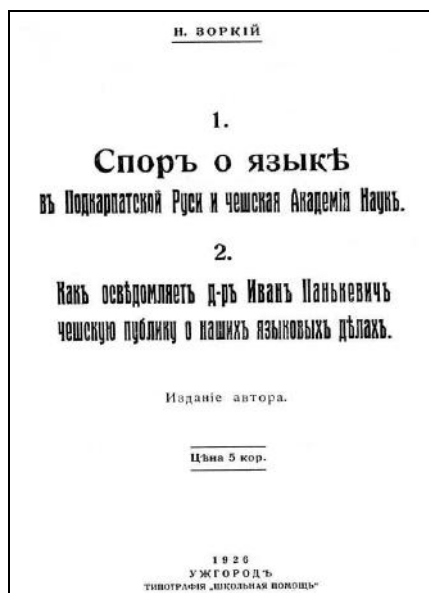 Н. ЗОРКІЙ
1.
Споръ о языкѣ
въ Подкарпатской Руси и чешская Академія Наукъ.
2.
Какъ освѣдомляетъ д-ръ Иванъ Панькевичъ
чешскую публику о нашихъ языковыхъ дѣлахъ.
Изданіе автора.
Цѣна 5 кор.
1926
УЖГОРОДЪ
ТИПОГРАФІЯ „ШКОЛЬНАЯ ПОМОЩЬ“